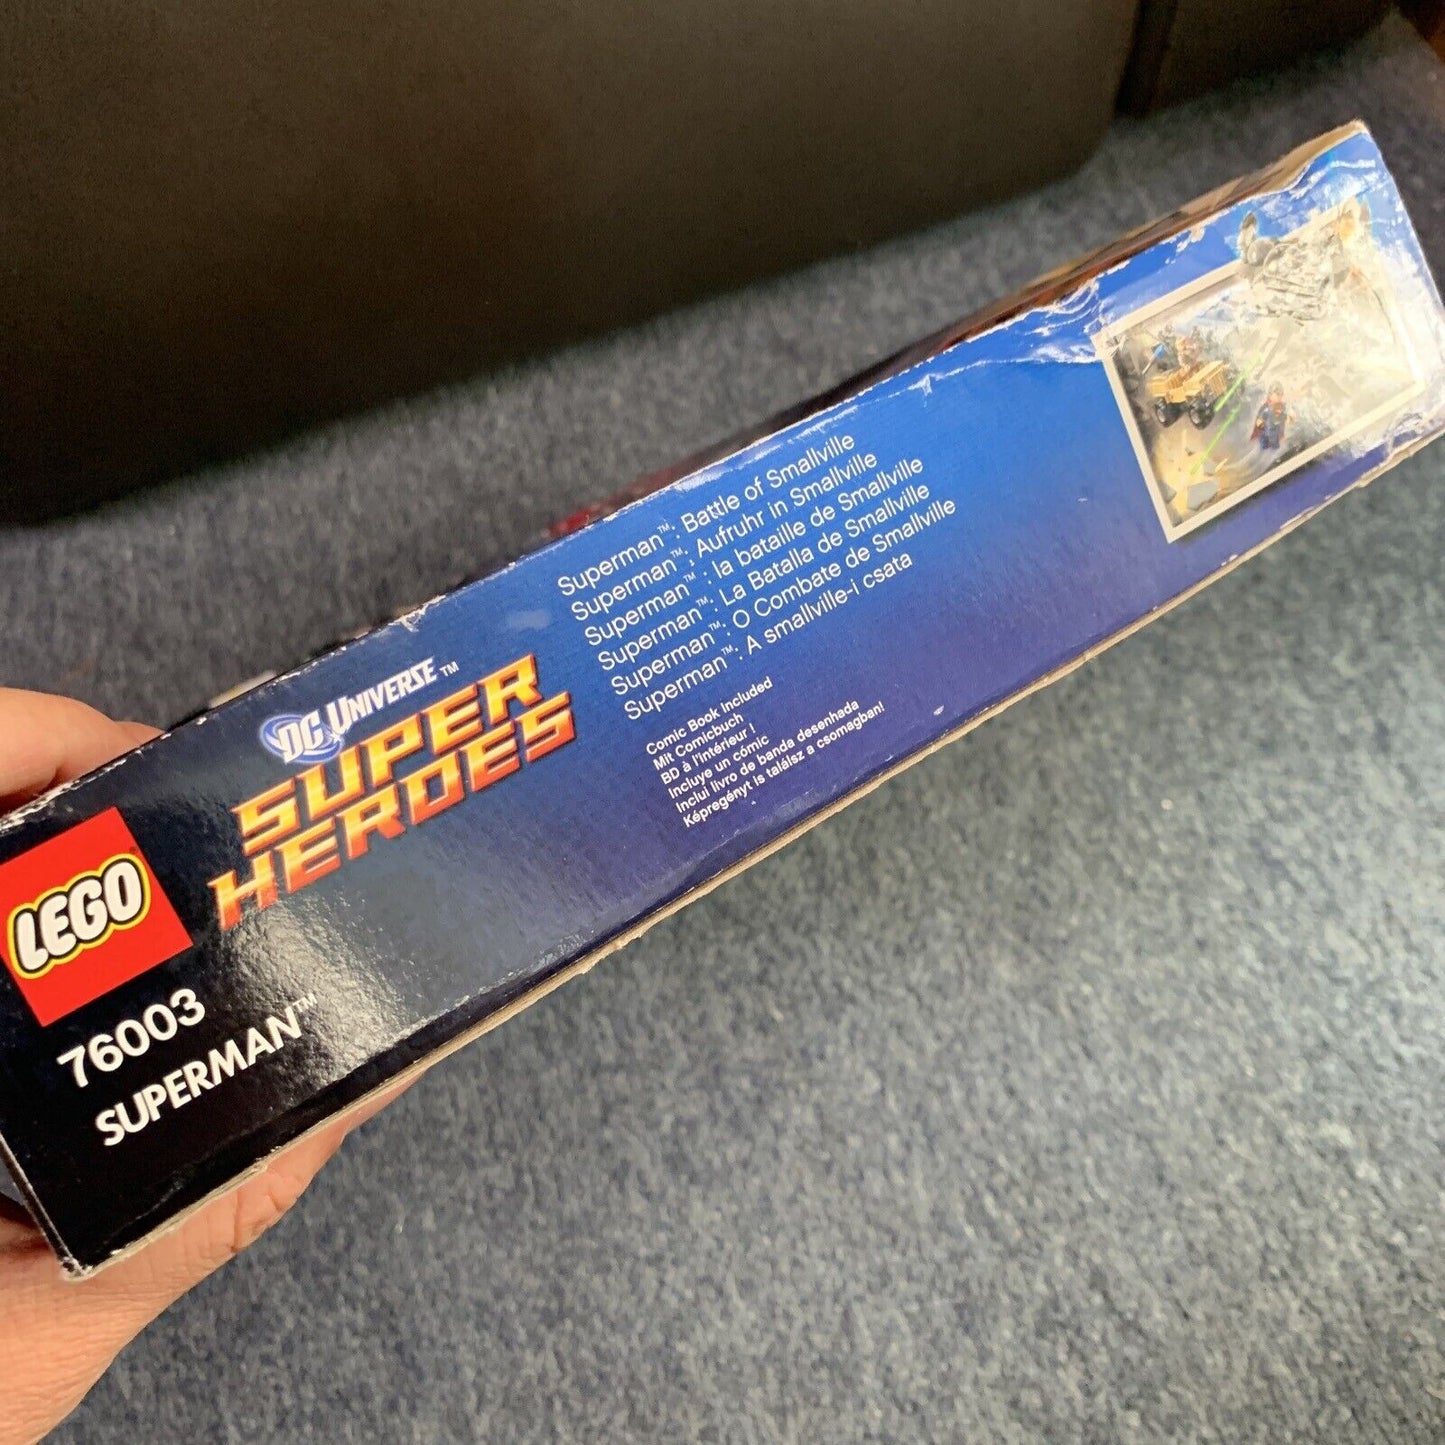 LEGO
76003
SUPERMAN™
DC UNIVERSE™
SUPER
HEROES
Superman™: Battle of Smallville
Superman™: Aufruhr in Smallville
Superman™ : la bataille de Smallville
Superman™: La Batalla de Smallville
Superman™: O Combate de Smallville
Superman™: A smallville-i csata
Comic Book Included
Mit Comicbuch
BD à l'intérieur !
Incluye un cómic
Inclui livro de banda desenhada
Képregényt is találsz a csomagban!